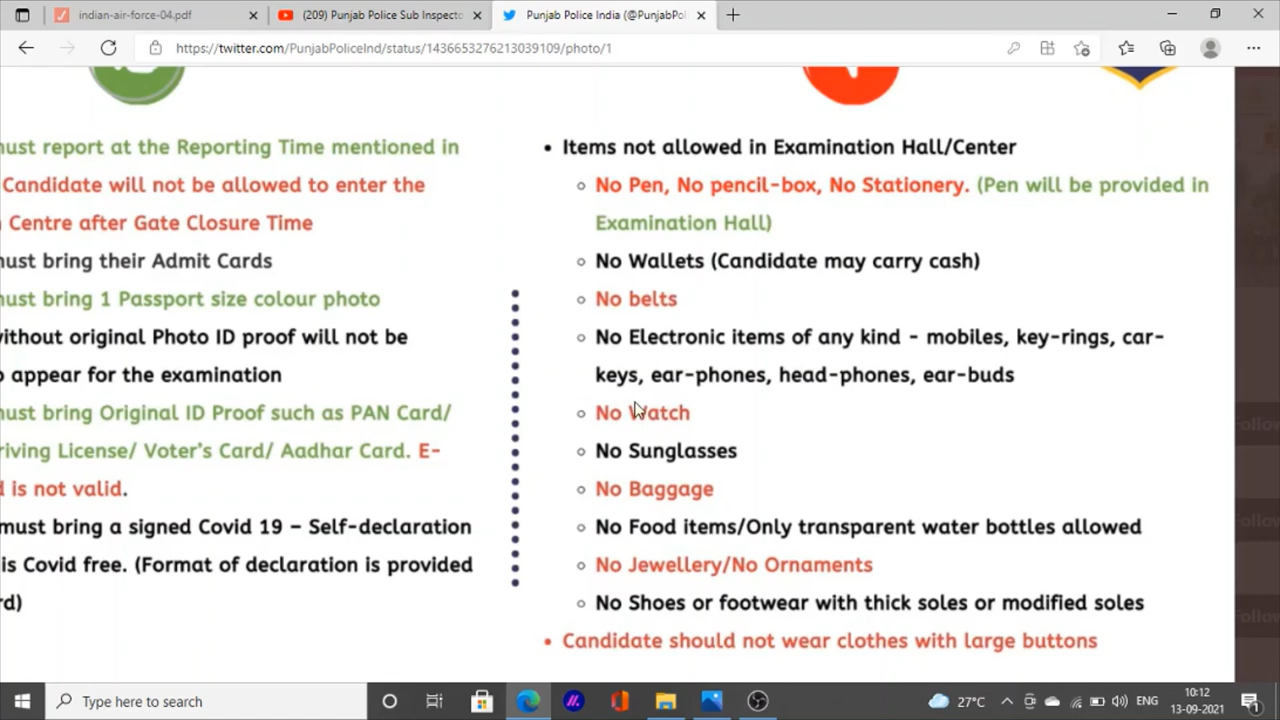 indian-air-force-04.pdf
(209) Punjab Police Sub Inspecto
Punjab Police India (@PunjabPol
https://twitter.com/PunjabPoliceInd/status/1436653276213039109/photo/1
ust report at the Reporting Time mentioned in
Candidate will not be allowed to enter the
Centre after Gate Closure Time
ust bring their Admit Cards
ust bring 1 Passport size colour photo
ithout original Photo ID proof will not be
appear for the examination
ust bring Original ID Proof such as PAN Card/
riving License/ Voter's Card/ Aadhar Card. E-
d is not valid.
must bring a signed Covid 19 – Self-declaration
is Covid free. (Format of declaration is provided
rd)
• Items not allowed in Examination Hall/Center
No Pen, No pencil-box, No Stationery. (Pen will be provided in
Examination Hall)
No Wallets (Candidate may carry cash)
No belts
No Electronic items of any kind - mobiles, key-rings, car-
keys, ear-phones, head-phones, ear-buds
No Watch
No Sunglasses
No Baggage
No Food items/Only transparent water bottles allowed
No Jewellery/No Ornaments
No Shoes or footwear with thick soles or modified soles
• Candidate should not wear clothes with large buttons
Follow
Type here to search
27°C
ENG
10:12
13-09-2021